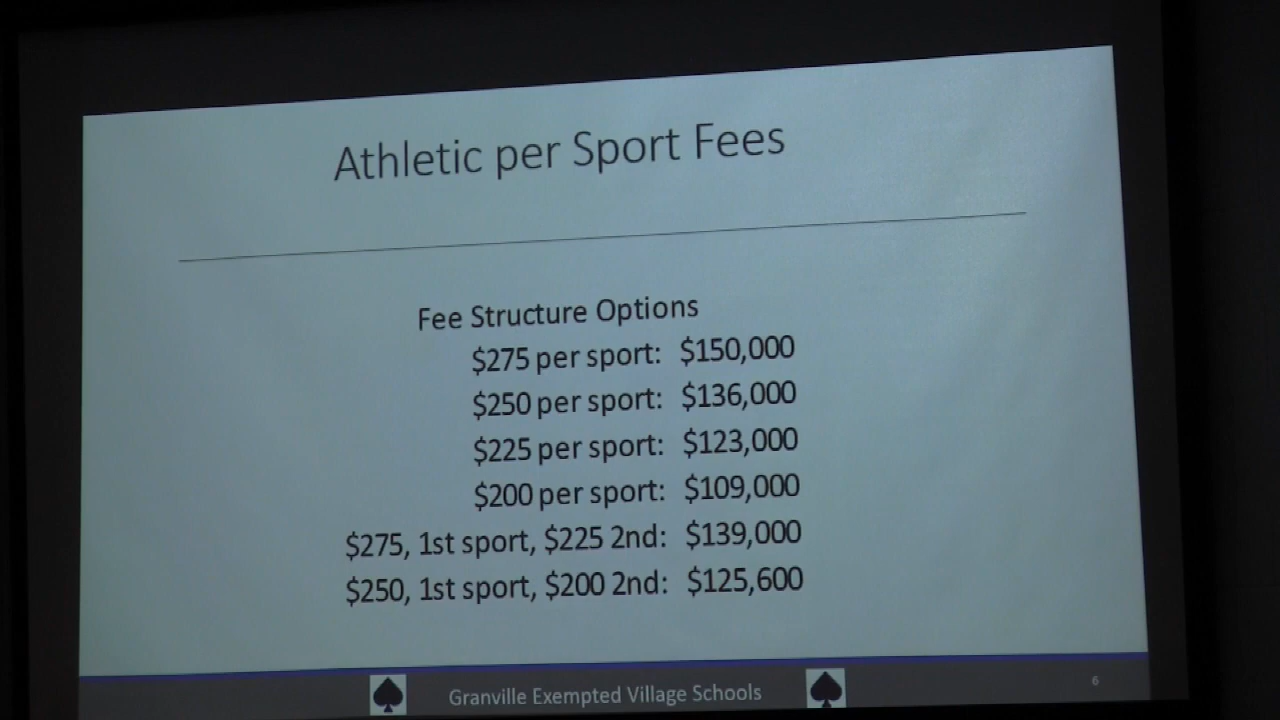 Athletic per Sport Fees
Fee Structure Options
$275 per sport: $150,000
$250 per sport: $136,000
$225 per sport: $123,000
$200 per sport: $109,000
$275, 1st sport, $225 2nd: $139,000
$250, 1st sport, $200 2nd: $125,600
Granville Exempted Village Schools
6